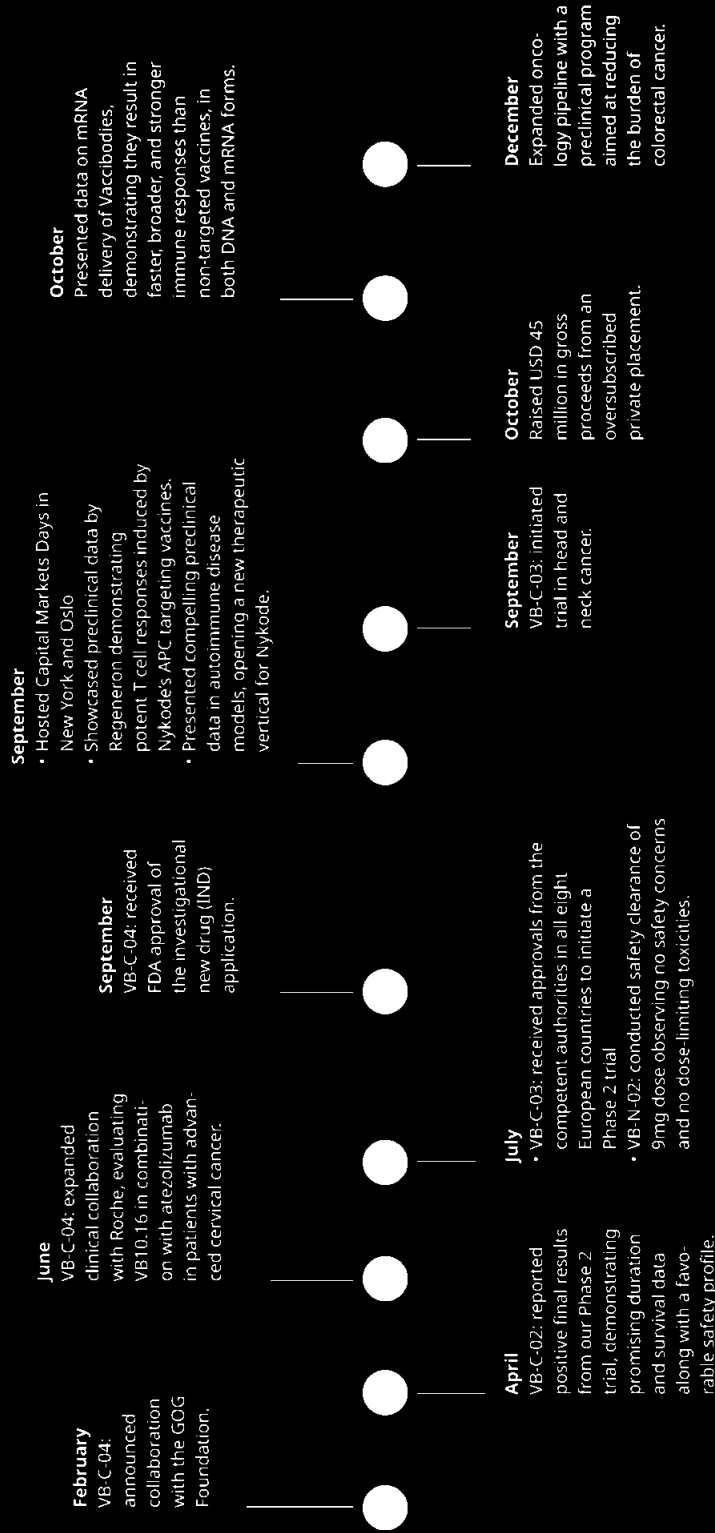 February
VB-C-04:
announced
collaboration
with the GOG
Foundation.
April
VB-C-02: reported
positive final results
from our Phase 2
trial, demonstrating
promising duration
and survival data
along with a favo-
rable safety profile.
June
VB-C-04: expanded
clinical collaboration
with Roche, evaluating
VB10.16 in combinati-
on with atezolizumab
in patients with advan-
ced cervical cancer.
July
• VB-C-03: received approvals from the
competent authorities in all eight
European countries to initiate a
Phase 2 trial
• VB-N-02: conducted safety clearance of
9mg dose observing no safety concerns
and no dose-limiting toxicities.
September
VB-C-04: received
FDA approval of
the investigational
new drug (IND)
application.
September
• Hosted Capital Markets Days in
New York and Oslo
• Showcased preclinical data by
Regeneron demonstrating
potent T cell responses induced by
Nykode's APC targeting vaccines.
• Presented compelling preclinical
data in autoimmune disease
models, opening a new therapeutic
vertical for Nykode.
September
VB-C-03: initiated
trial in head and
neck cancer.
October
Raised USD 45
million in gross
proceeds from an
oversubscribed
private placement.
October
Presented data on mRNA
delivery of Vaccibodies,
demonstrating they result in
faster, broader, and stronger
immune responses than
non-targeted vaccines, in
both DNA and mRNA forms.
December
Expanded onco-
logy pipeline with a
preclinical program
aimed at reducing
the burden of
colorectal cancer.